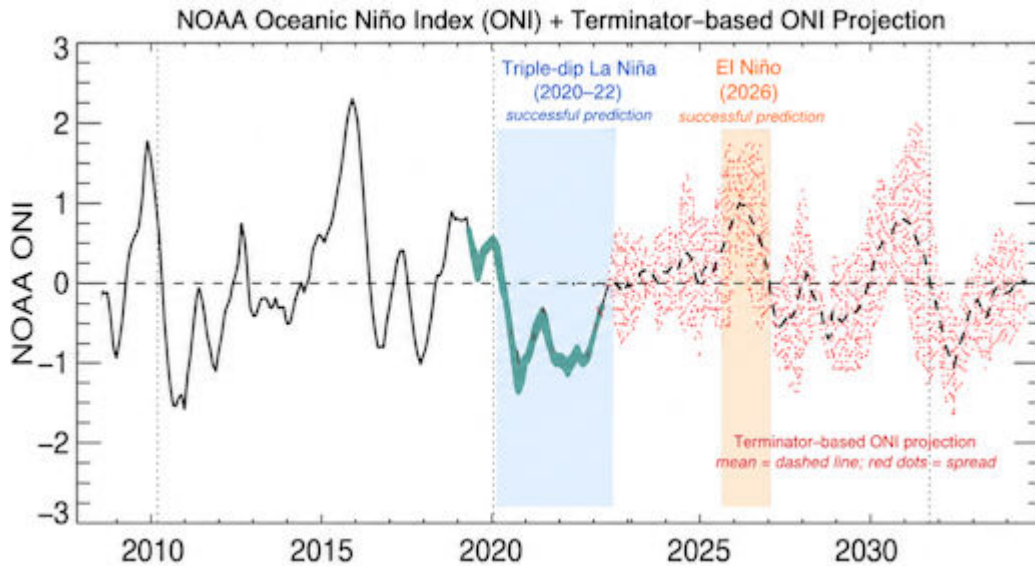 NOAA Oceanic Niño Index (ONI) + Terminator-based ONI Projection
3
2
1
0
−1
−2
−3
NOAA ONI
Triple-dip La Niña
(2020–22)
successful prediction
El Niño
(2026)
successful prediction
Terminator-based ONI projection
mean = dashed line; red dots = spread
2010
2015
2020
2025
2030